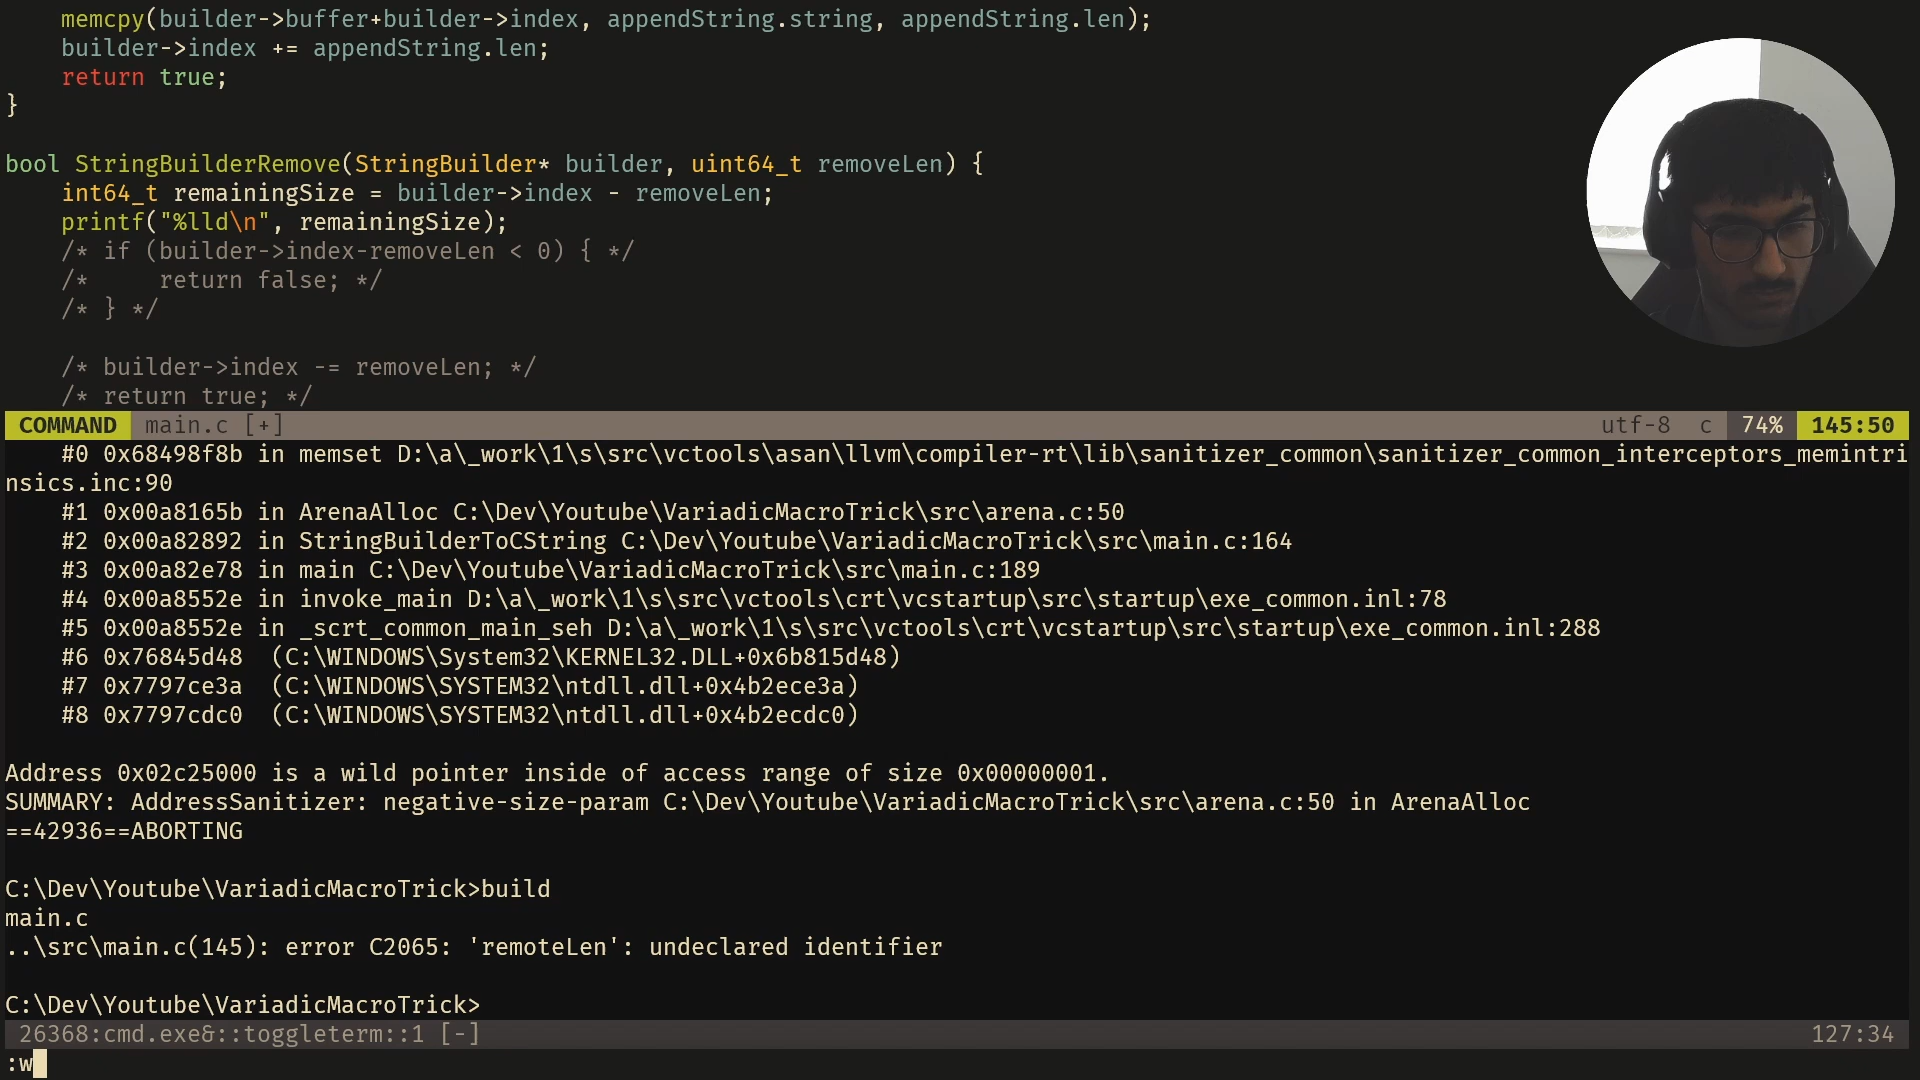 memcpy(builder->buffer+builder->index, appendString.string, appendString.len);
    builder->index += appendString.len;
    return true;
}
bool StringBuilderRemove(StringBuilder* builder, uint64_t removeLen) {
    int64_t remainingSize = builder->index - removeLen;
    printf("%lld\n", remainingSize);
    /* if (builder->index-removeLen < 0) { */
    /*     return false; */
    /* } */
    /* builder->index -= removeLen; */
    /* return true; */
COMMAND main.c [+] utf-8 c 74% 145:50
    #0 0x68498f8b in memset D:\a\_work\1\s\src\vctools\asan\llvm\compiler-rt\lib\sanitizer_common\sanitizer_common_interceptors_memintri
nsics.inc:90
    #1 0x00a8165b in ArenaAlloc C:\Dev\Youtube\VariadicMacroTrick\src\arena.c:50
    #2 0x00a82892 in StringBuilderToCString C:\Dev\Youtube\VariadicMacroTrick\src\main.c:164
    #3 0x00a82e78 in main C:\Dev\Youtube\VariadicMacroTrick\src\main.c:189
    #4 0x00a8552e in invoke_main D:\a\_work\1\s\src\vctools\crt\vcstartup\src\startup\exe_common.inl:78
    #5 0x00a8552e in _scrt_common_main_seh D:\a\_work\1\s\src\vctools\crt\vcstartup\src\startup\exe_common.inl:288
    #6 0x76845d48  (C:\WINDOWS\System32\KERNEL32.DLL+0x6b815d48)
    #7 0x7797ce3a  (C:\WINDOWS\SYSTEM32\ntdll.dll+0x4b2ece3a)
    #8 0x7797cdc0  (C:\WINDOWS\SYSTEM32\ntdll.dll+0x4b2ecdc0)
Address 0x02c25000 is a wild pointer inside of access range of size 0x00000001.
SUMMARY: AddressSanitizer: negative-size-param C:\Dev\Youtube\VariadicMacroTrick\src\arena.c:50 in ArenaAlloc
==42936==ABORTING
C:\Dev\Youtube\VariadicMacroTrick>build
main.c
..\src\main.c(145): error C2065: 'remoteLen': undeclared identifier
C:\Dev\Youtube\VariadicMacroTrick>
26368:cmd.exe&::toggleterm::1 [-] 127:34
:w